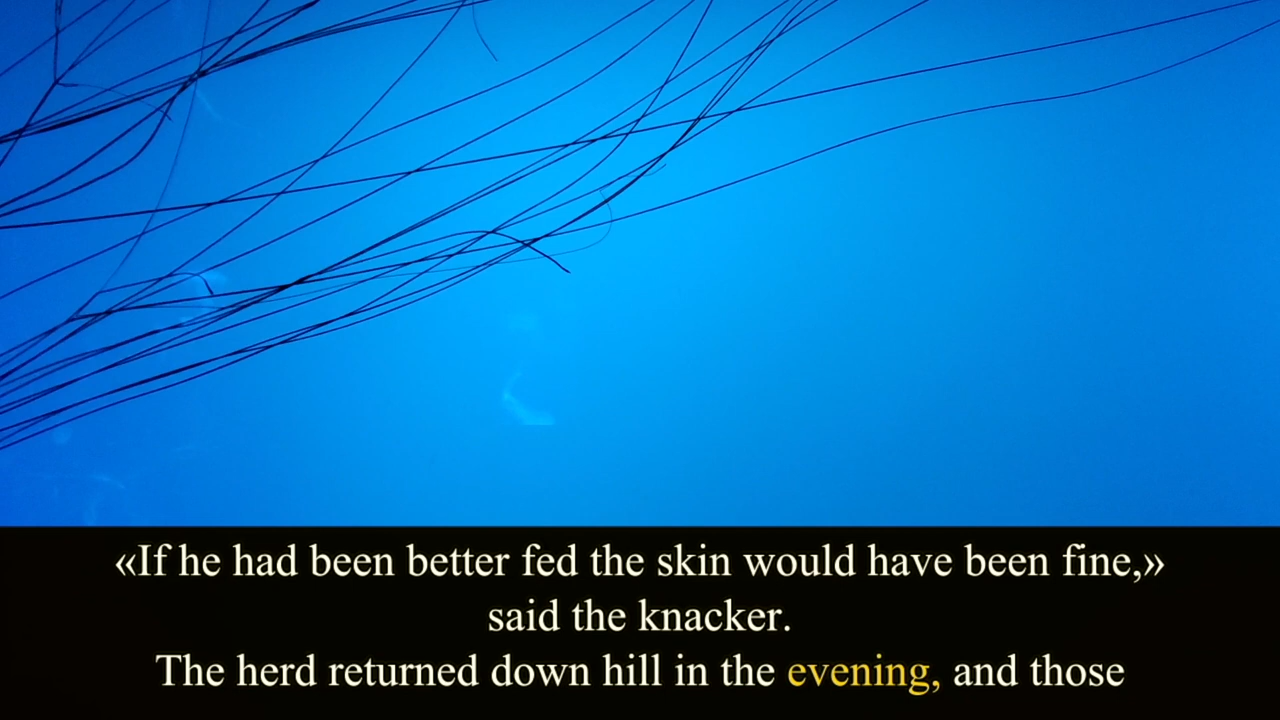 «If he had been better fed the skin would have been fine,»
said the knacker.
The herd returned down hill in the evening, and those